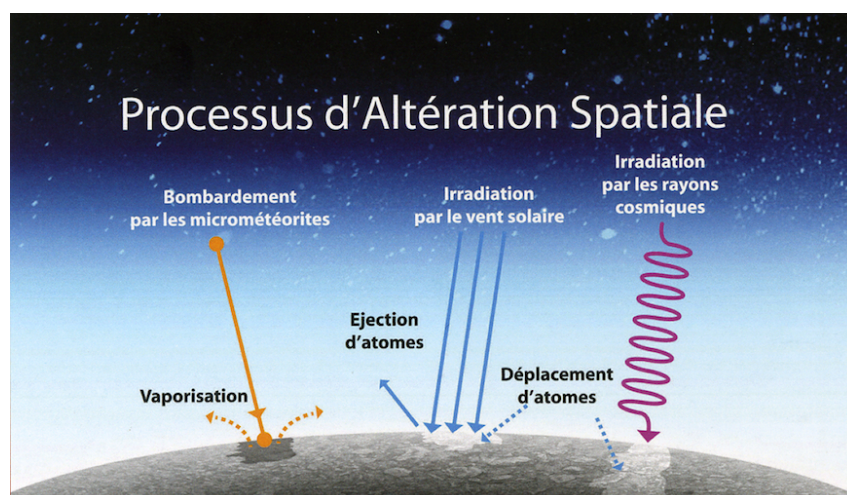 Processus d'Altération Spatiale
Bombardement
par les micrométéorites
Irradiation
par le vent solaire
Irradiation
par les rayons
cosmiques
Ejection
d'atomes
Vaporisation
Déplacement
d'atomes